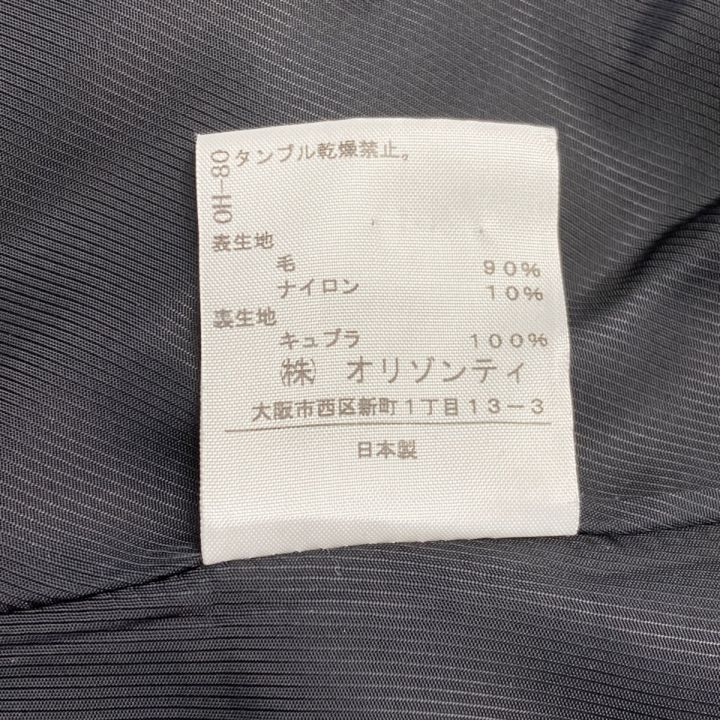 タンブル乾燥禁止。
OH-80
表生地
毛 90%
ナイロン 10%
裏生地
キュプラ 100%
㈱ オリゾンティ
大阪市西区新町1丁目13-3
日本製